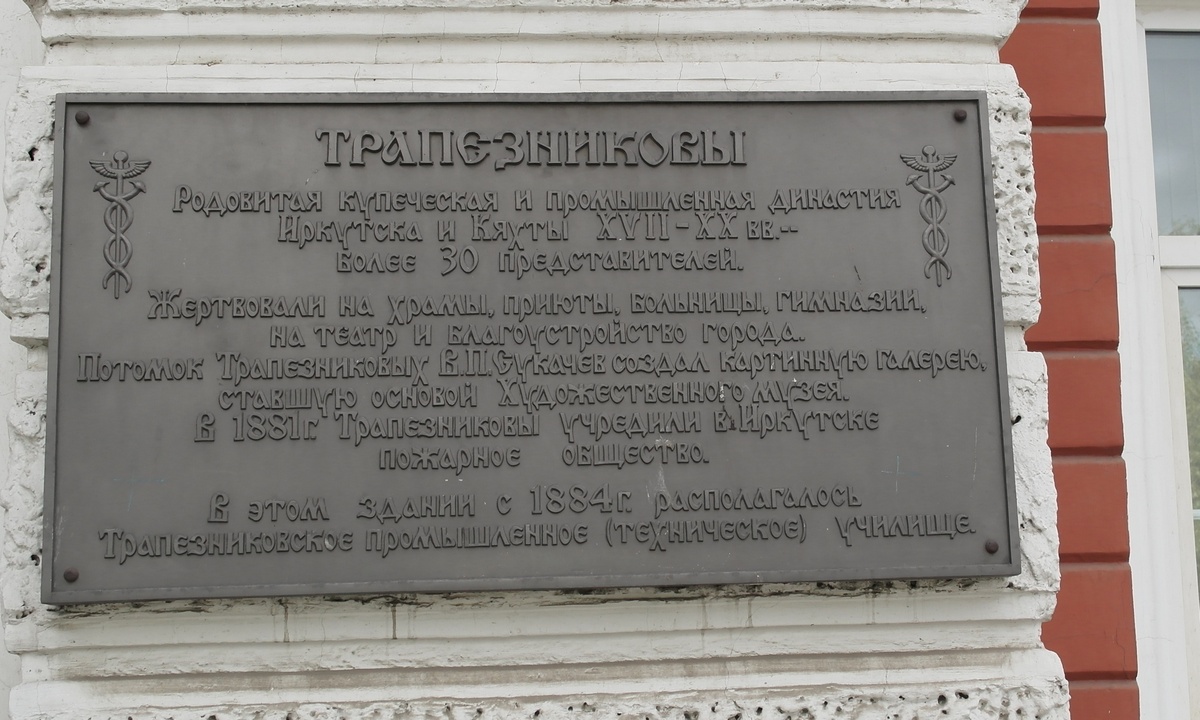 ТРАПЕЗНИКОВЫ
Родовитая купеческая и промышленная династия
Иркутска и Кяхты XVII - XX вв.--
более 30 представителей.
Жертвовали на храмы, приюты, больницы, гимназии,
на театр и благоустройство города..
Потомок Трапезниковых В.П.Сукачев создал картинную галерею,
ставшую основой Художественного музея.
В 1881г. Трапезниковы учредили в Иркутске
пожарное общество.
В этом здании с 1884г. располагалось
Трапезниковское промышленное (техническое) училище.